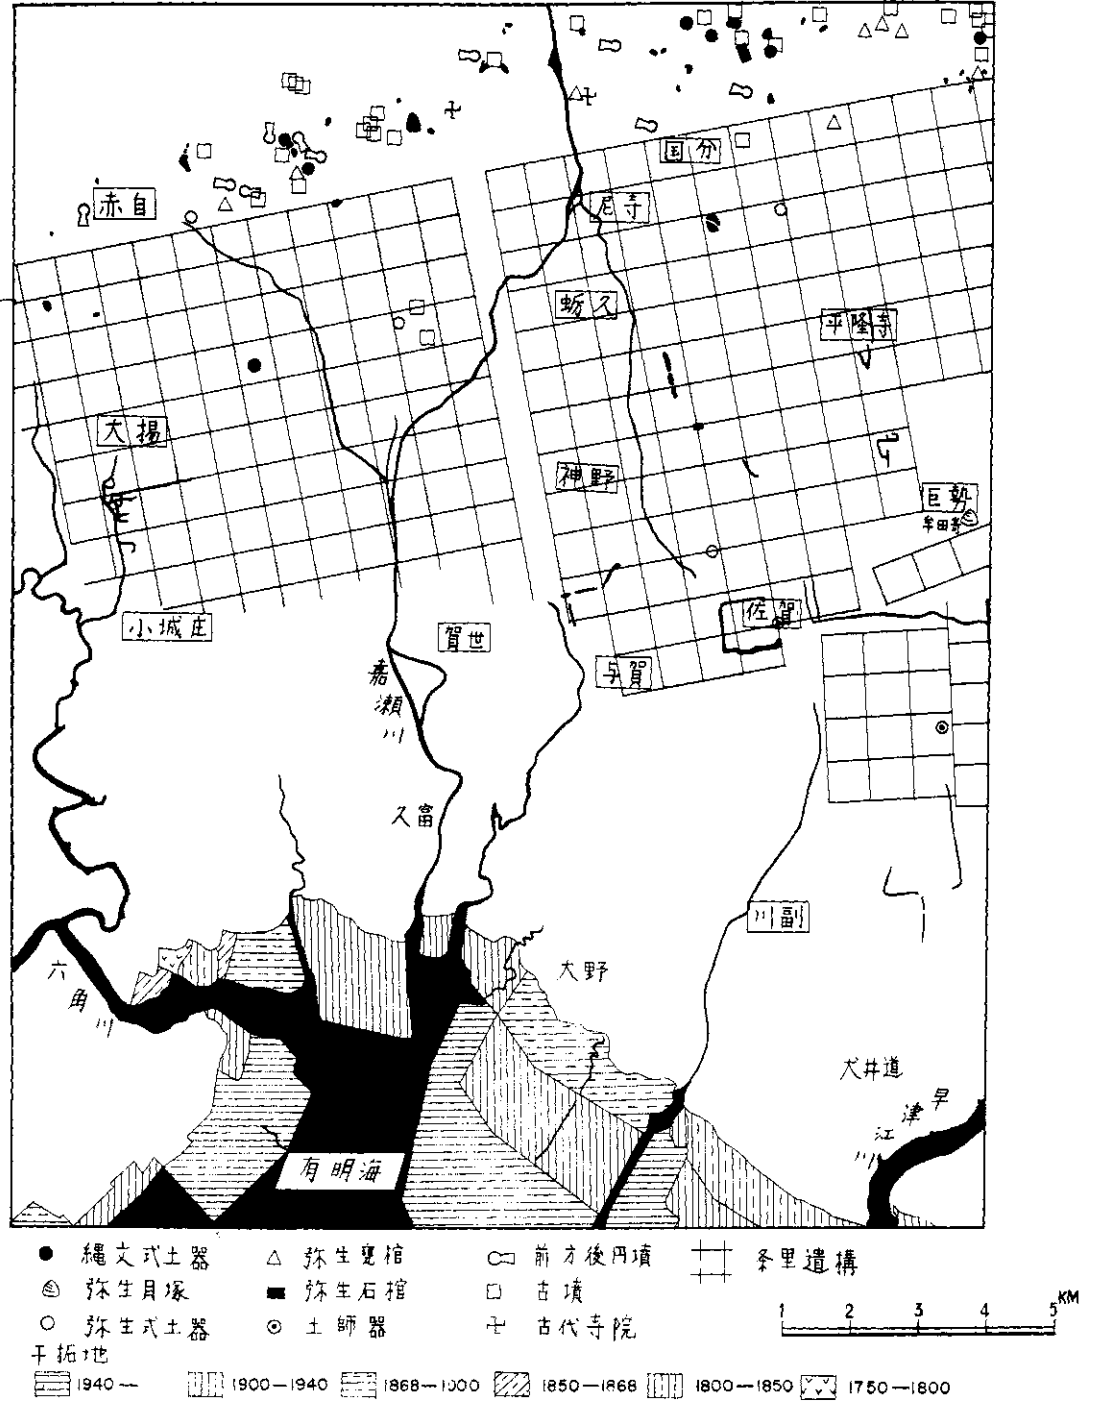 国分
尼寺
赤自
蛎久
平隆寺
大揚
神野
巨勢
牟田寄
佐賀
小城庄
賀世
与賀
嘉瀬川
久富
川副
大野
六角川
犬井道
早津江川
有明海
縄文式土器
弥生甕棺
前方後円墳
条里遺構
弥生貝塚
弥生石棺
古墳
弥生式土器
土師器
古代寺院
1 2 3 4 5 KM
干拓地
1940— 1900—1940 1868—1900 1850—1868 1800—1850 1750—1800